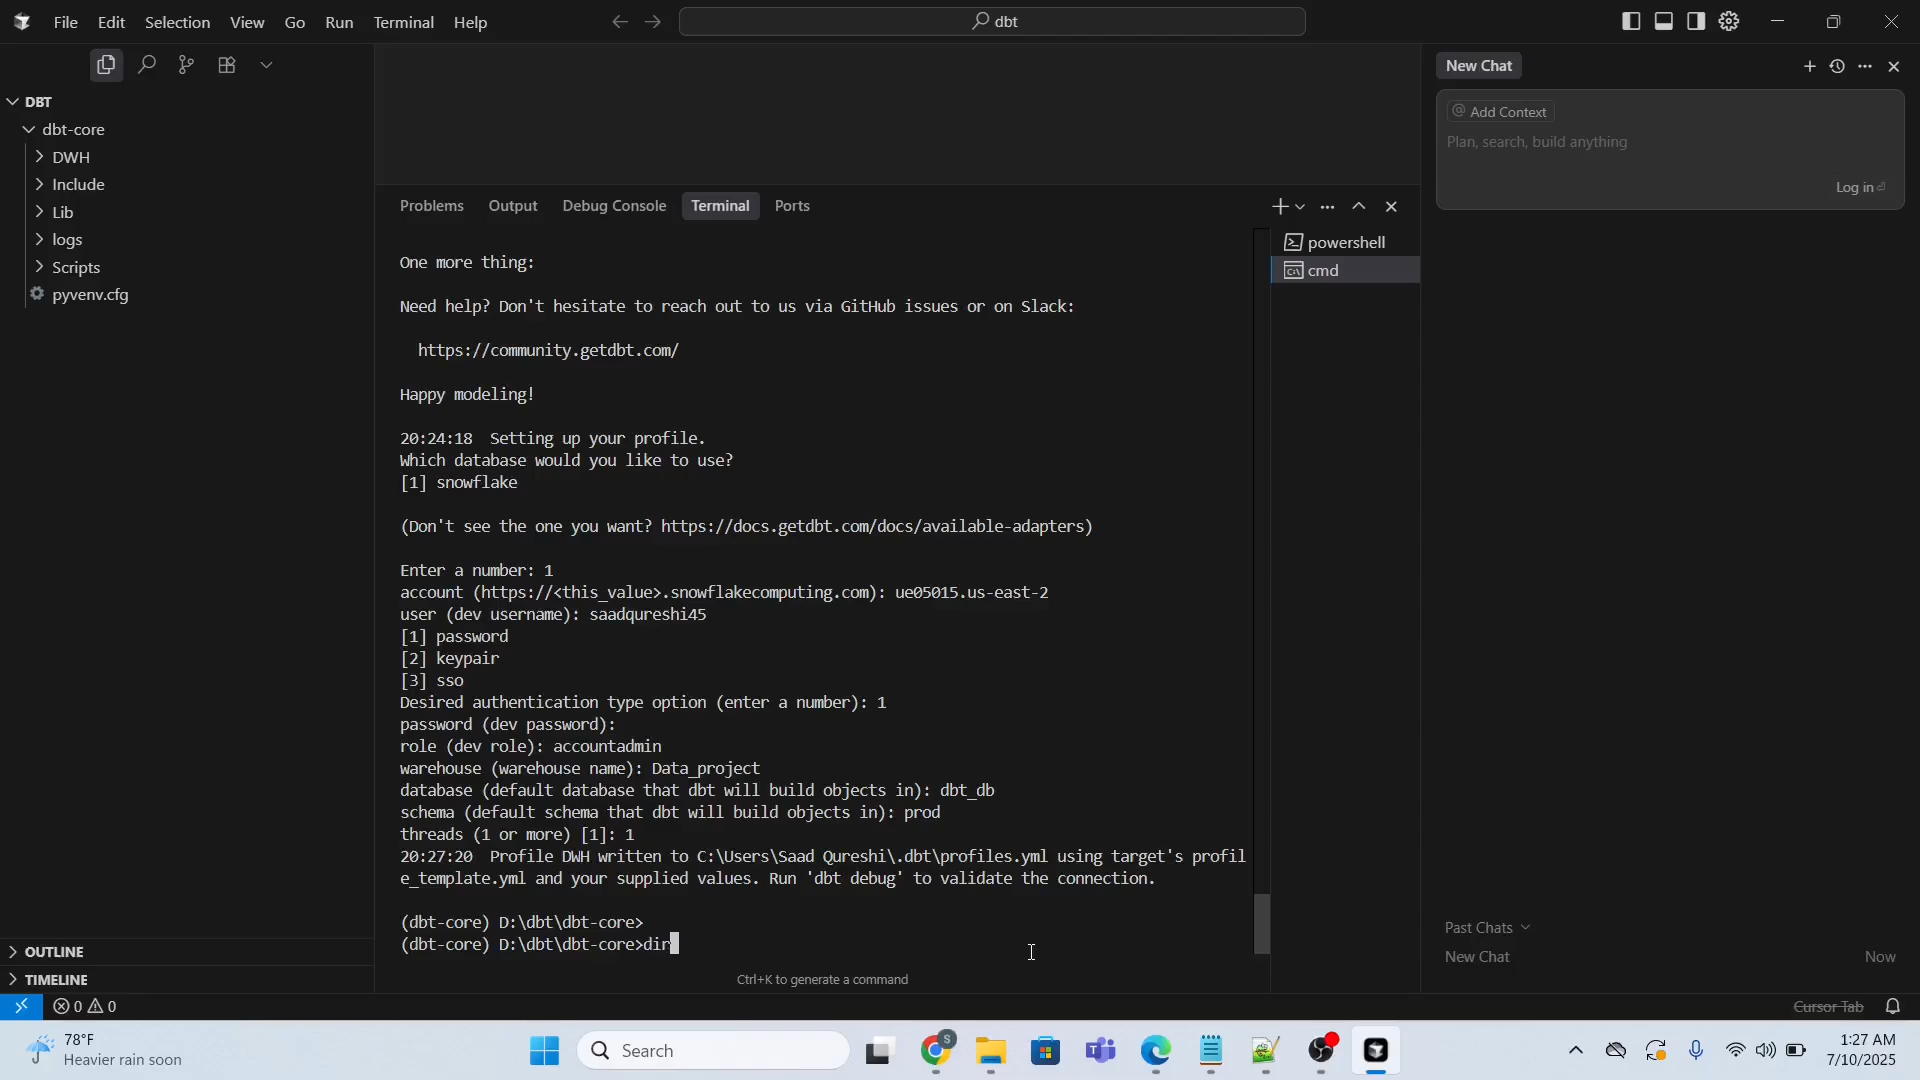 File Edit Selection View Go Run Terminal Help
dbt
DBT
dbt-core
DWH
Include
Lib
logs
Scripts
pyvenv.cfg
OUTLINE
TIMELINE
Problems Output Debug Console Terminal Ports
One more thing:
Need help? Don't hesitate to reach out to us via GitHub issues or on Slack:
https://community.getdbt.com/
Happy modeling!
20:24:18  Setting up your profile.
Which database would you like to use?
[1] snowflake
(Don't see the one you want? https://docs.getdbt.com/docs/available-adapters)
Enter a number: 1
account (https://<this_value>.snowflakecomputing.com): ue05015.us-east-2
user (dev username): saadqureshi45
[1] password
[2] keypair
[3] sso
Desired authentication type option (enter a number): 1
password (dev password):
role (dev role): accountadmin
warehouse (warehouse name): Data_project
database (default database that dbt will build objects in): dbt_db
schema (default schema that dbt will build objects in): prod
threads (1 or more) [1]: 1
20:27:20  Profile DWH written to C:\Users\Saad Qureshi\.dbt\profiles.yml using target's profil
e_template.yml and your supplied values. Run 'dbt debug' to validate the connection.
(dbt-core) D:\dbt\dbt-core>
(dbt-core) D:\dbt\dbt-core>dir
Ctrl+K to generate a command
powershell
cmd
New Chat
@ Add Context
Plan, search, build anything
Log in
Past Chats
New Chat Now
0 0
Cursor Tab
78°F
Heavier rain soon
Search
S
1:27 AM
7/10/2025